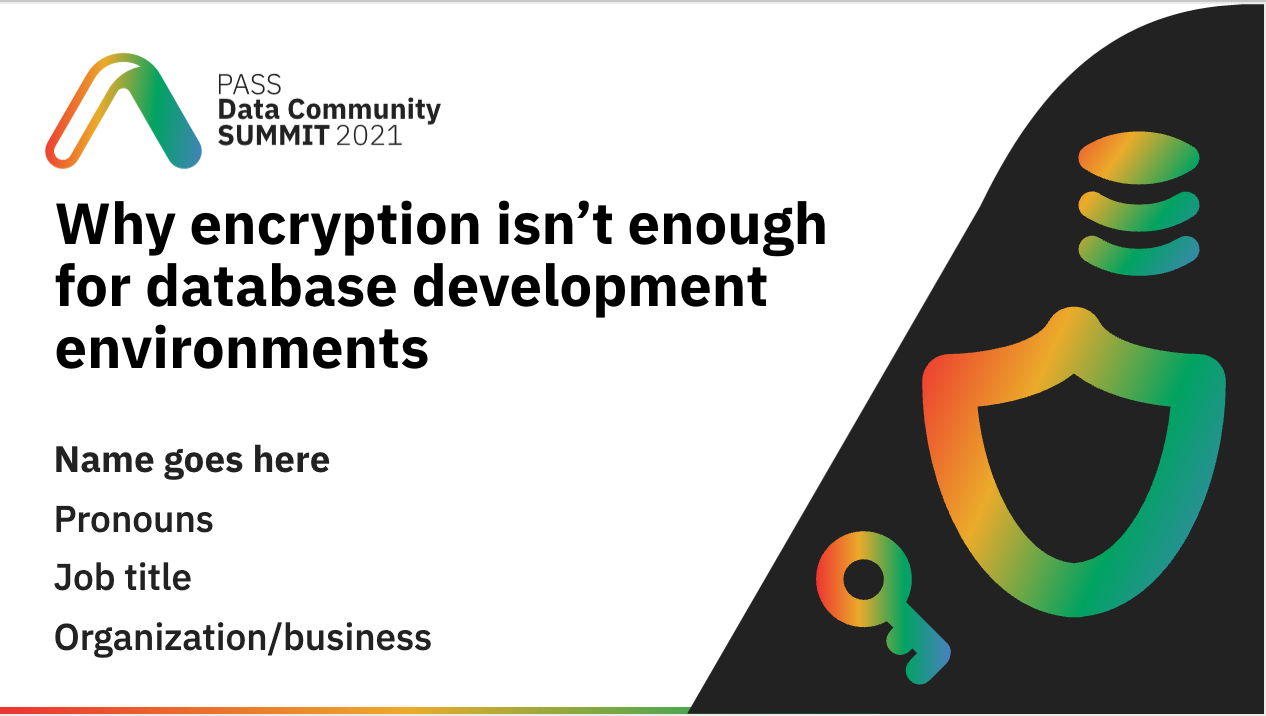 PASS
Data Community
SUMMIT 2021
Why encryption isn’t enough
for database development
environments
Name goes here
Pronouns
Job title
Organization/business